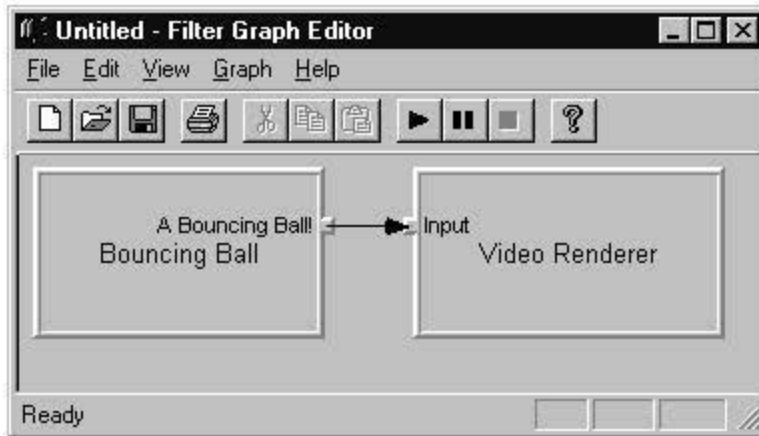 Untitled - Filter Graph Editor
File Edit View Graph Help
A Bouncing Ball!
Bouncing Ball
Input
Video Renderer
Ready